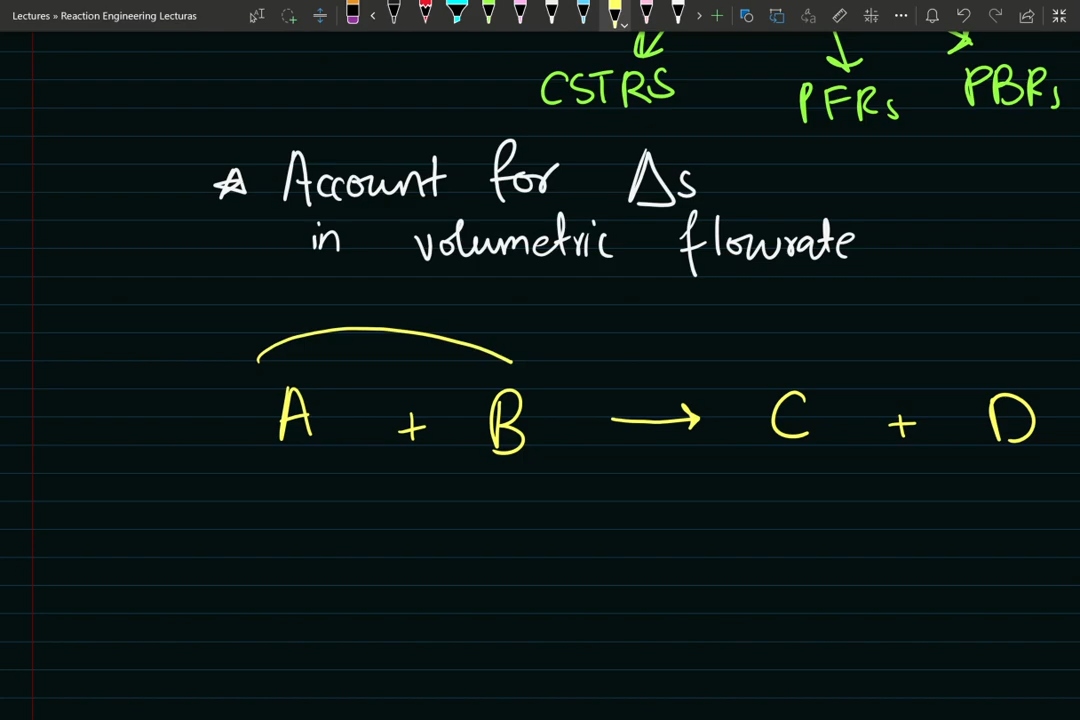 Lectures » Reaction Engineering Lecturas
CSTRS PFRs PBRs
☆ Account for Δs
in volumetric flowrate
A + B → C + D